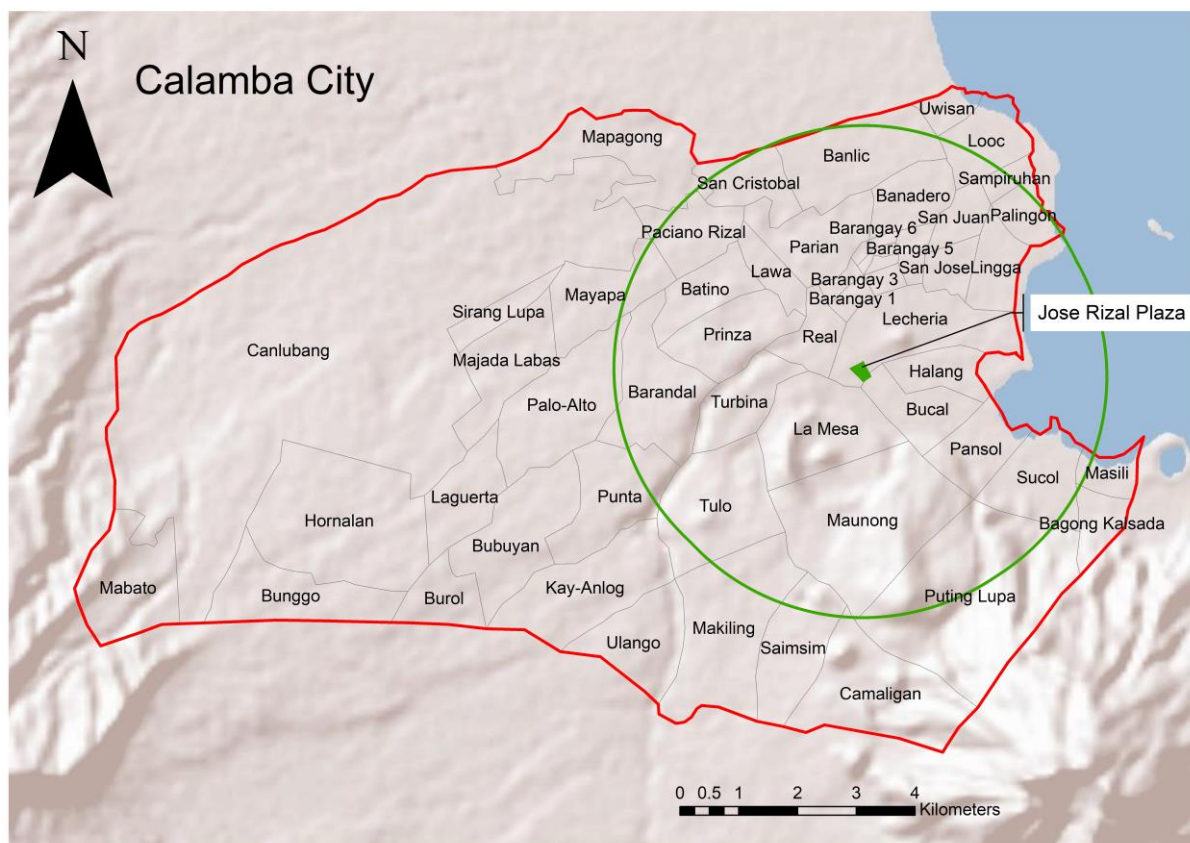 N
Calamba City
Uwisan
Mapagong
Looc
Banlic
Sampiruhan
San Cristobal
Banadero
San Juan
Palingon
Barangay 6
Paciano Rizal
Parian
Barangay 5
Lawa
San Jose
Lingga
Barangay 3
Batino
Mayapa
Barangay 1
Sirang Lupa
Lecheria
Jose Rizal Plaza
Prinza
Real
Canlubang
Majada Labas
Halang
Barandal
Turbina
Palo-Alto
Bucal
La Mesa
Pansol
Masili
Sucol
Laguerta
Punta
Tulo
Hornalan
Maunong
Bagong Kalsada
Bubuyan
Mabato
Kay-Anlog
Bunggo
Burol
Puting Lupa
Makiling
Ulango
Saimsim
Camaligan
0 0.5 1 2 3 4
Kilometers